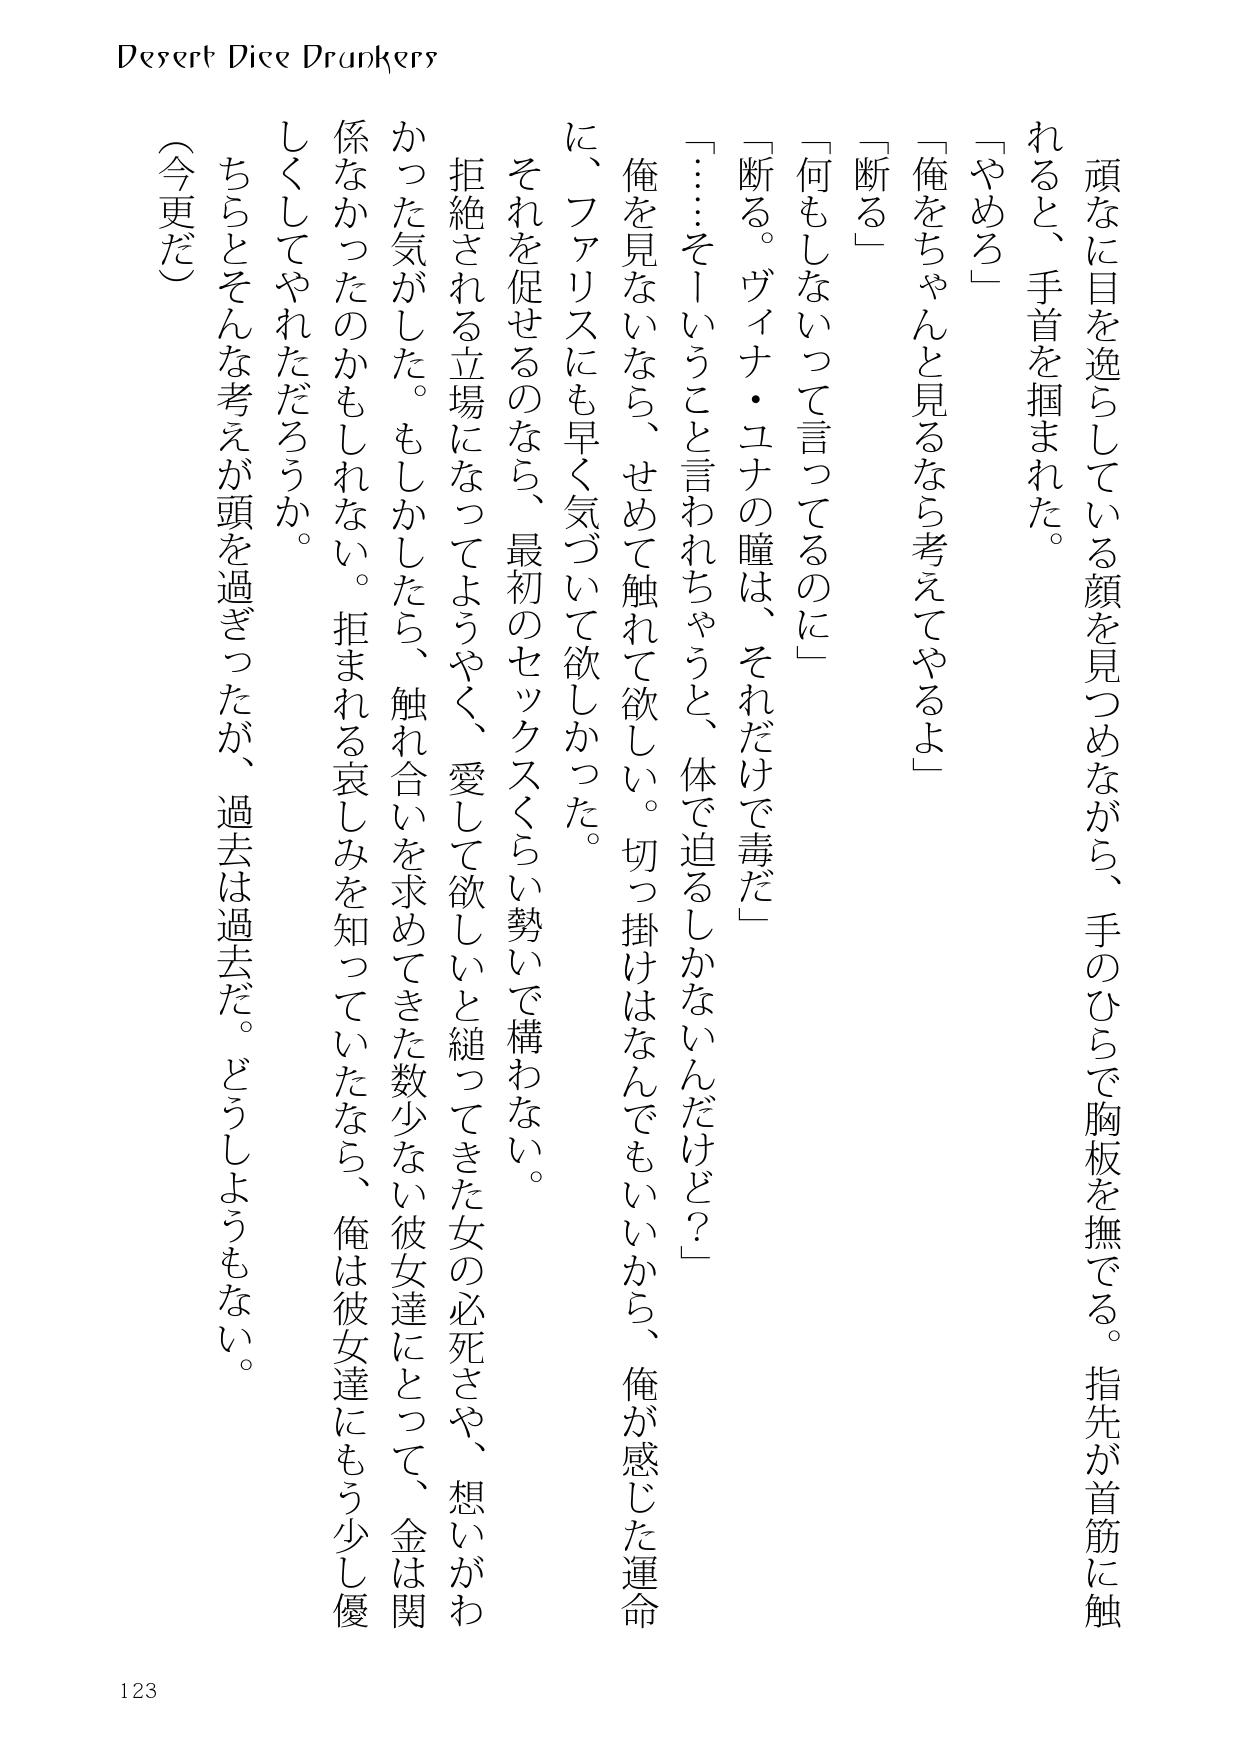 Desert Dice Drunkers
　頑なに目を逸らしている顔を見つめながら、手のひらで胸板を撫でる。指先が首筋に触
れると、手首を掴まれた。
「やめろ」
「俺をちゃんと見るなら考えてやるよ」
「断る」
「何もしないって言ってるのに」
「断る。ヴィナ・ユナの瞳は、それだけで毒だ」
「……そーいうこと言われちゃうと、体で迫るしかないんだけど？」
　俺を見ないなら、せめて触れて欲しい。切っ掛けはなんでもいいから、俺が感じた運命
に、ファリスにも早く気づいて欲しかった。
　それを促せるのなら、最初のセックスくらい勢いで構わない。
　拒絶される立場になってようやく、愛して欲しいと縋ってきた女の必死さや、想いがわ
かった気がした。もしかしたら、触れ合いを求めてきた数少ない彼女達にとって、金は関
係なかったのかもしれない。拒まれる哀しみを知っていたなら、俺は彼女達にもう少し優
しくしてやれただろうか。
　ちらとそんな考えが頭を過ぎったが、過去は過去だ。どうしようもない。
（今更だ）
123